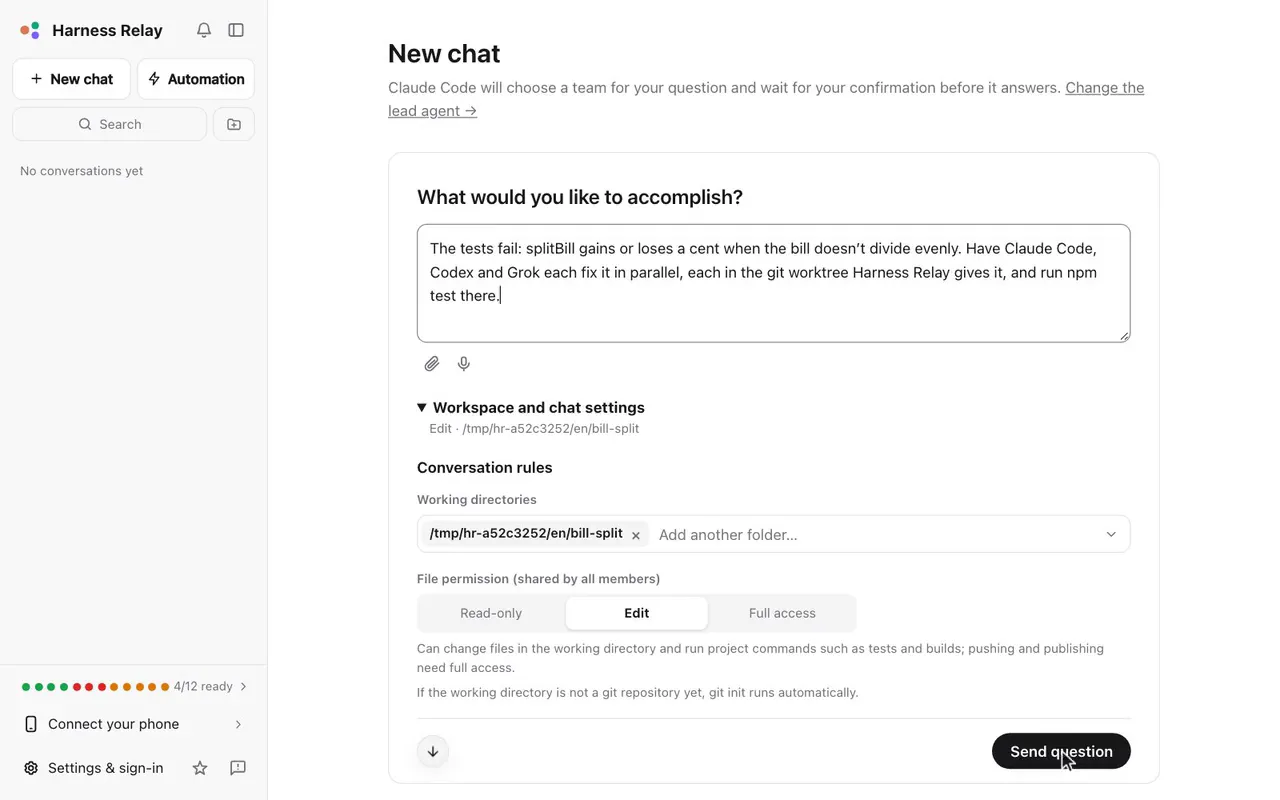 Harness Relay
New chat
Automation
Search
No conversations yet
4/12 ready
Connect your phone
Settings & sign-in
New chat
Claude Code will choose a team for your question and wait for your confirmation before it answers. Change the
lead agent →
What would you like to accomplish?
The tests fail: splitBill gains or loses a cent when the bill doesn’t divide evenly. Have Claude Code,
Codex and Grok each fix it in parallel, each in the git worktree Harness Relay gives it, and run npm
test there.
Workspace and chat settings
Edit · /tmp/hr-a52c3252/en/bill-split
Conversation rules
Working directories
/tmp/hr-a52c3252/en/bill-split × Add another folder...
File permission (shared by all members)
Read-only Edit Full access
Can change files in the working directory and run project commands such as tests and builds; pushing and publishing
need full access.
If the working directory is not a git repository yet, git init runs automatically.
Send question